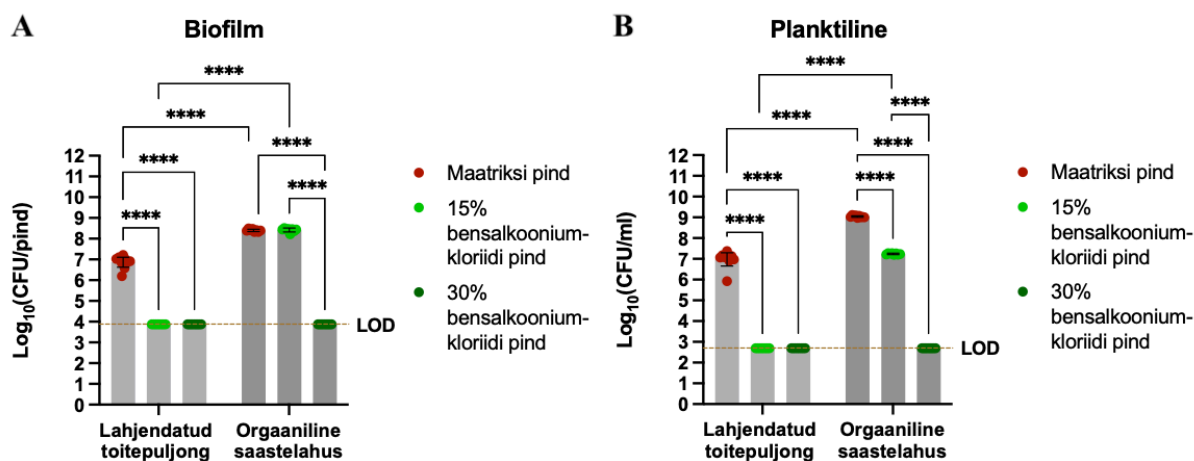 A
Biofilm
****
****
****
****
****
****
Log10(CFU/pind)
12
11
10
9
8
7
6
5
4
3
2
1
0
LOD
Lahjendatud
toitepuljong
Orgaaniline
saastelahus
Maatriksi pind
15%
bensalkoonium-
kloriidi pind
30%
bensalkoonium-
kloriidi pind
B
Planktiline
****
****
****
****
****
****
****
Log10(CFU/ml)
12
11
10
9
8
7
6
5
4
3
2
1
0
LOD
Lahjendatud
toitepuljong
Orgaaniline
saastelahus
Maatriksi pind
15%
bensalkoonium-
kloriidi pind
30%
bensalkoonium-
kloriidi pind